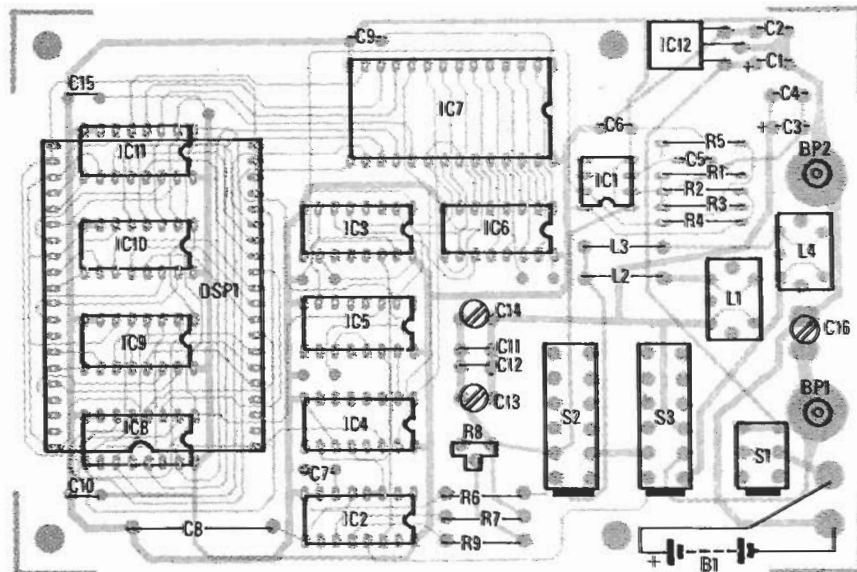 C9
IC12
C2
C1
+
C15
C4
IC7
C6
+
C3
R5
BP2
IC11
C5
IC1
R1
R2
R3
IC3
IC6
R4
IC10
L3
L4
DSP1
L2
L1
C14
IC5
C16
IC9
C11
C12
C13
BP1
S2
S3
IC8
IC4
R8
S1
C7
C10
R6
IC2
R7
C8
R9
+
B1